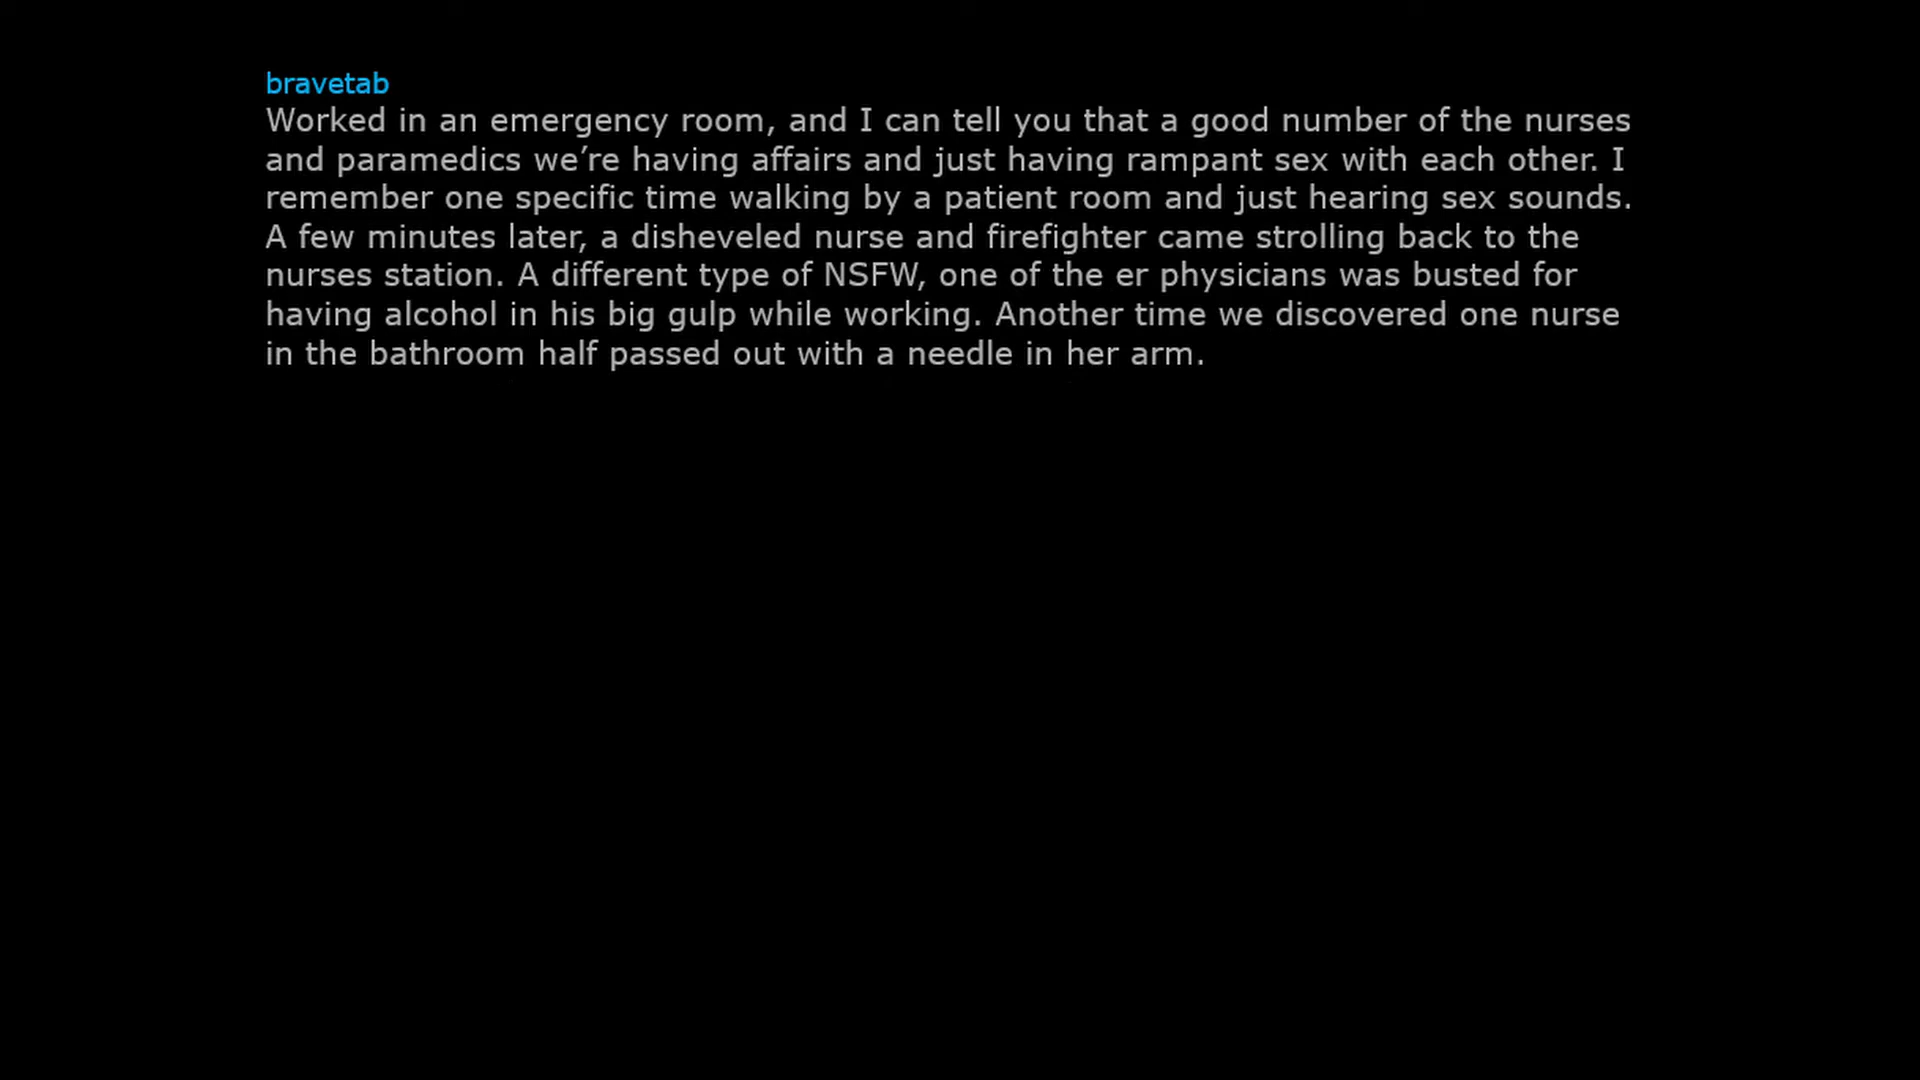 bravetab
Worked in an emergency room, and I can tell you that a good number of the nurses
and paramedics we’re having affairs and just having rampant sex with each other. I
remember one specific time walking by a patient room and just hearing sex sounds.
A few minutes later, a disheveled nurse and firefighter came strolling back to the
nurses station. A different type of NSFW, one of the er physicians was busted for
having alcohol in his big gulp while working. Another time we discovered one nurse
in the bathroom half passed out with a needle in her arm.